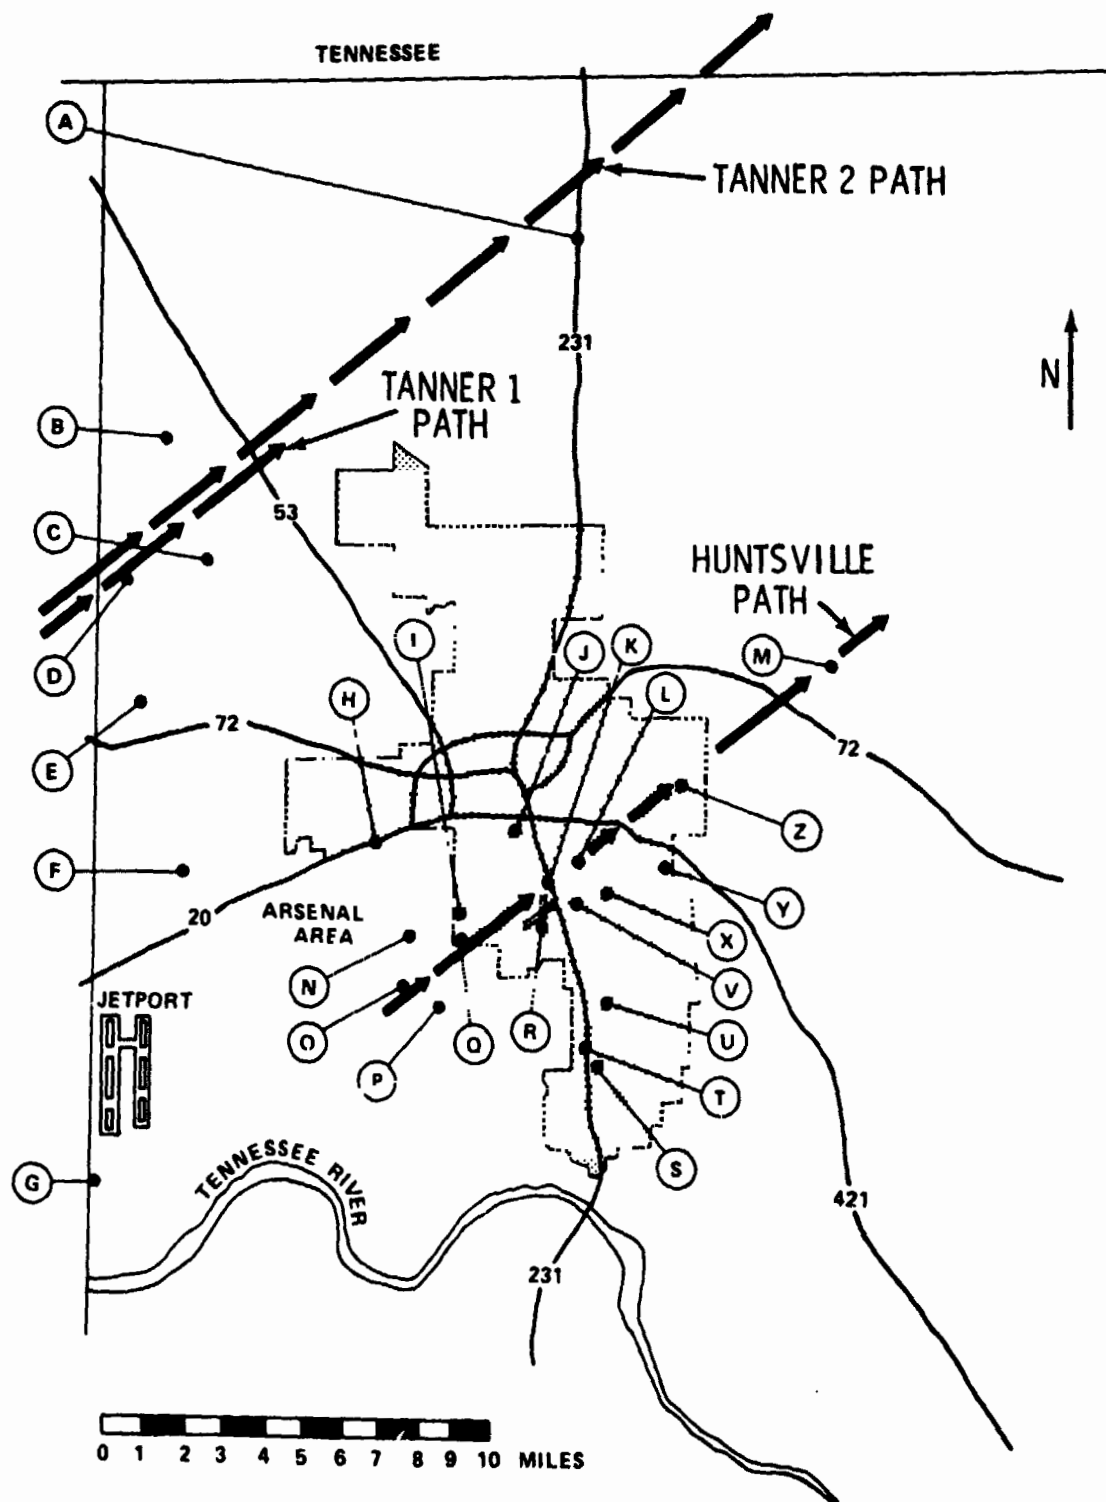 TENNESSEE
A
TANNER 2 PATH
231
N
TANNER 1
PATH
B
53
C
HUNTSVILLE
PATH
I
J
K
M
D
H
L
72
72
E
Z
F
20
ARSENAL
AREA
Y
X
N
V
JETPORT
O
Q
R
U
P
T
TENNESSEE RIVER
S
G
421
231
0 1 2 3 4 5 6 7 8 9 10 MILES